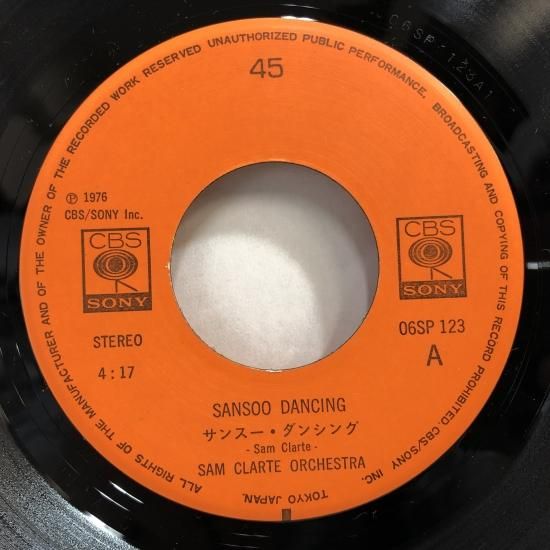 ALL RIGHTS OF THE MANUFACTURER AND OF THE OWNER OF THE RECORDED WORK RESERVED UNAUTHORIZED PUBLIC PERFORMANCE, BROADCASTING AND COPYING OF THIS RECORD PROHIBITED CBS/SONY INC.
TOKYO JAPAN.
06SP-123A1
45
Ⓟ 1976
CBS/SONY Inc.
CBS
SONY
CBS
SONY
STEREO
4:17
06SP 123
A
SANSOO DANCING
サンスー・ダンシング
- Sam Clarte -
SAM CLARTE ORCHESTRA